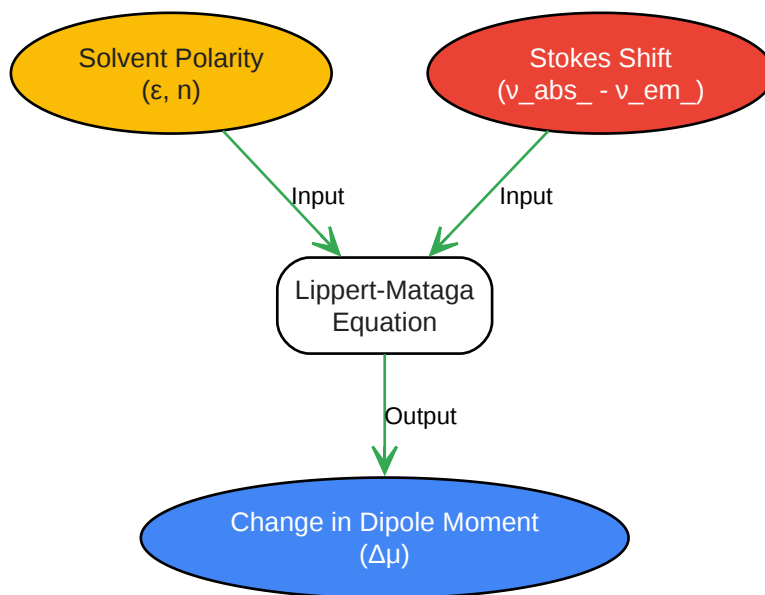 Solvent Polarity
(ε, n)
Stokes Shift
(ν_abs_ - ν_em_)
Input
Input
Lippert-Mataga
Equation
Output
Change in Dipole Moment
(Δμ)